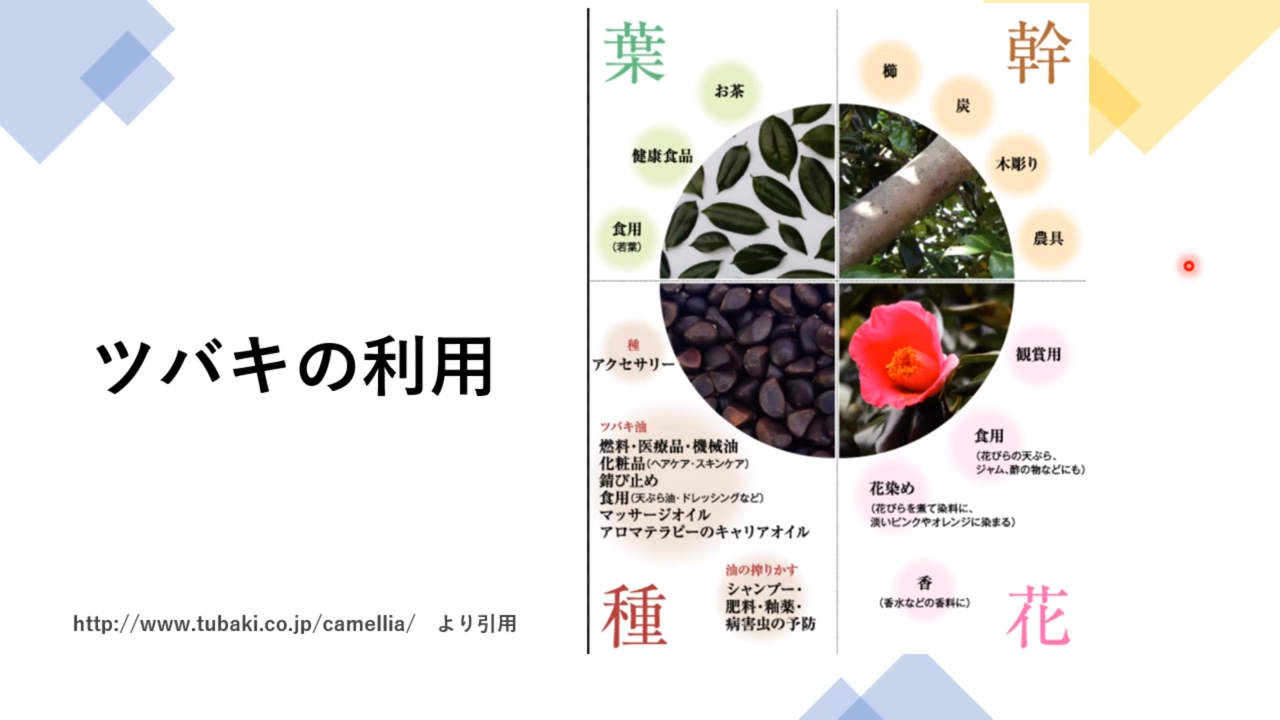 ツバキの利用
http://www.tubaki.co.jp/camellia/ より引用
葉
お茶
健康食品
食用
(若葉)
幹
櫛
炭
木彫り
農具
種
アクセサリー
ツバキ油
燃料・医療品・機械油
化粧品(ヘアケア・スキンケア)
錆び止め
食用(天ぷら油・ドレッシングなど)
マッサージオイル
アロマテラピーのキャリアオイル
油の搾りかす
シャンプー・
肥料・釉薬・
病害虫の予防
種
観賞用
食用
(花びらの天ぷら、
ジャム、酢の物などにも)
花染め
(花びらを煮て染料に、
淡いピンクやオレンジに染まる)
香
(香水などの香料に)
花